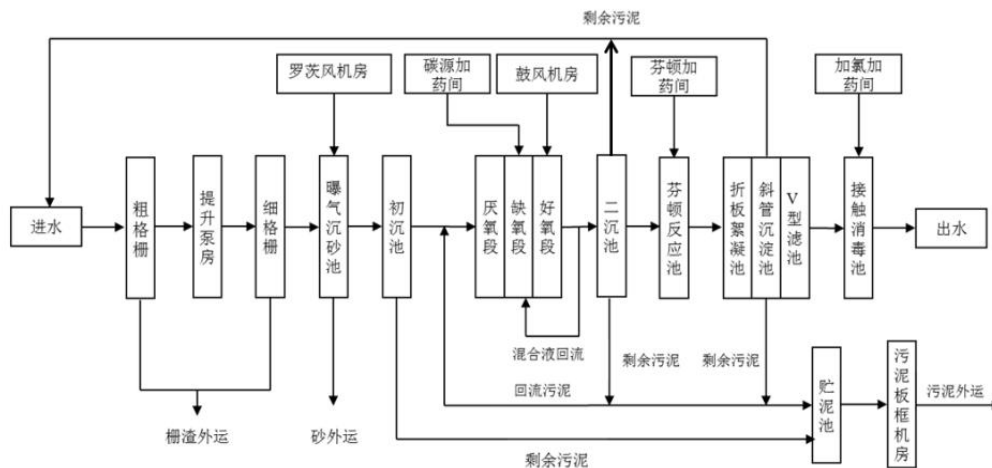 剩余污泥
罗茨风机房
碳源加
药间
鼓风机房
芬顿加
药间
加氯加
药间
进水
粗格栅
提升泵房
细格栅
曝气沉砂池
初沉池
厌氧段
缺氧段
好氧段
二沉池
芬顿反应池
折板絮凝池
斜管沉淀池
V型滤池
接触消毒池
出水
混合液回流
剩余污泥
剩余污泥
回流污泥
贮泥池
污泥板框机房
污泥外运
栅渣外运
砂外运
剩余污泥